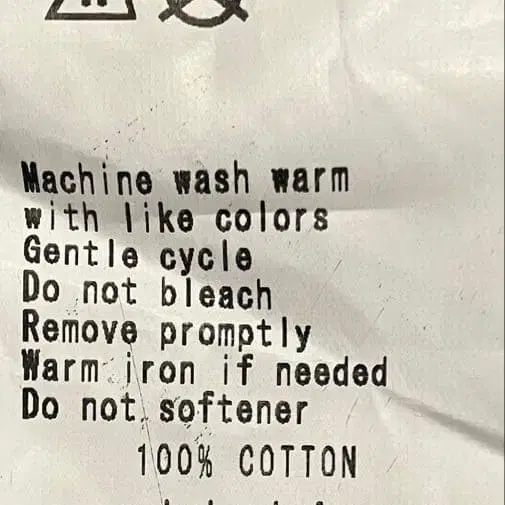 Machine wash warm
with like colors
Gentle cycle
Do not bleach
Remove promptly
Warm iron if needed
Do not softener
100% COTTON